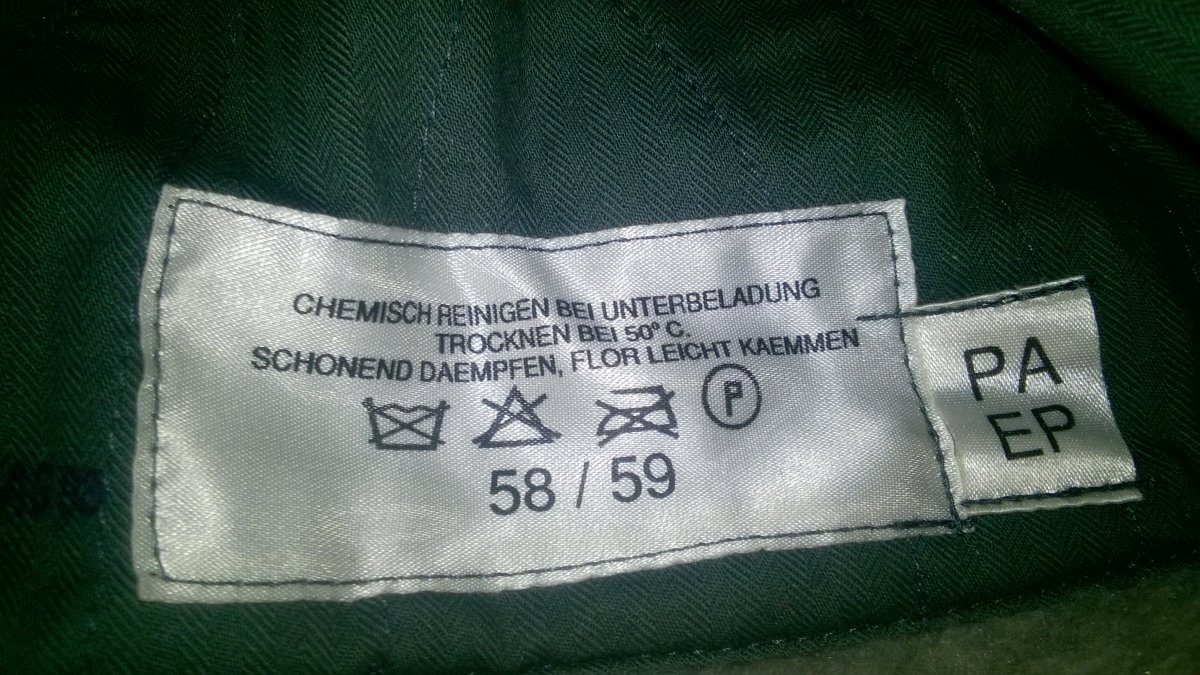 CHEMISCH REINIGEN BEI UNTERBELADUNG
TROCKNEN BEI 50° C.
SCHONEND DAEMPFEN, FLOR LEICHT KAEMMEN
P
58 / 59
PA
EP